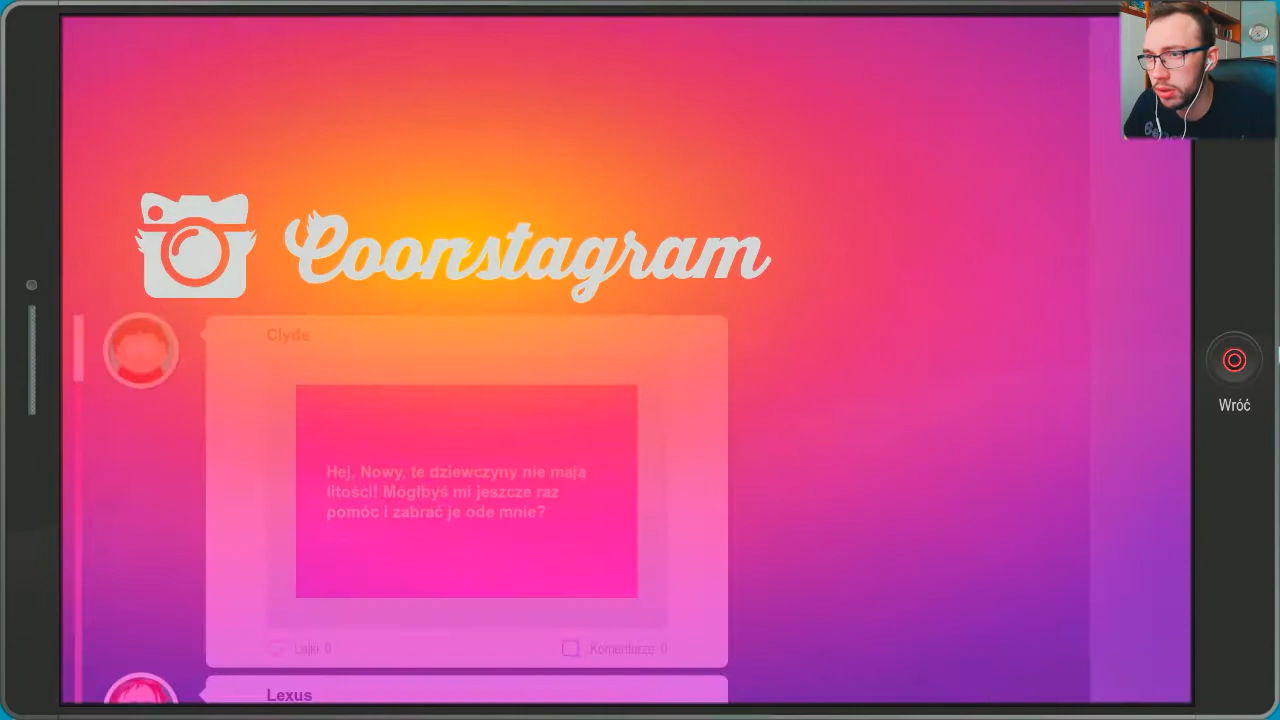 Coonstagram
Clyde
Hej, Nowy, te dziewczyny nie mają
litości! Mógłbyś mi jeszcze raz
pomóc i zabrać je ode mnie?
Lajki 0
Komentarze 0
Lexus
Wróć